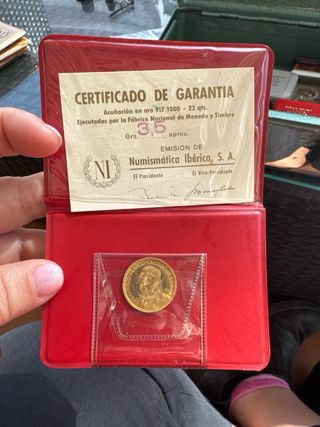 CERTIFICADO DE GARANTIA
Acuñación en oro 917/1000 - 22 qts.
Ejecutadas por la Fábrica Nacional de Moneda y Timbre
Grs. 3,5 aprox.
EMISION DE
Numismática Ibérica, S. A.
El Presidente El Vice-Presidente
NI